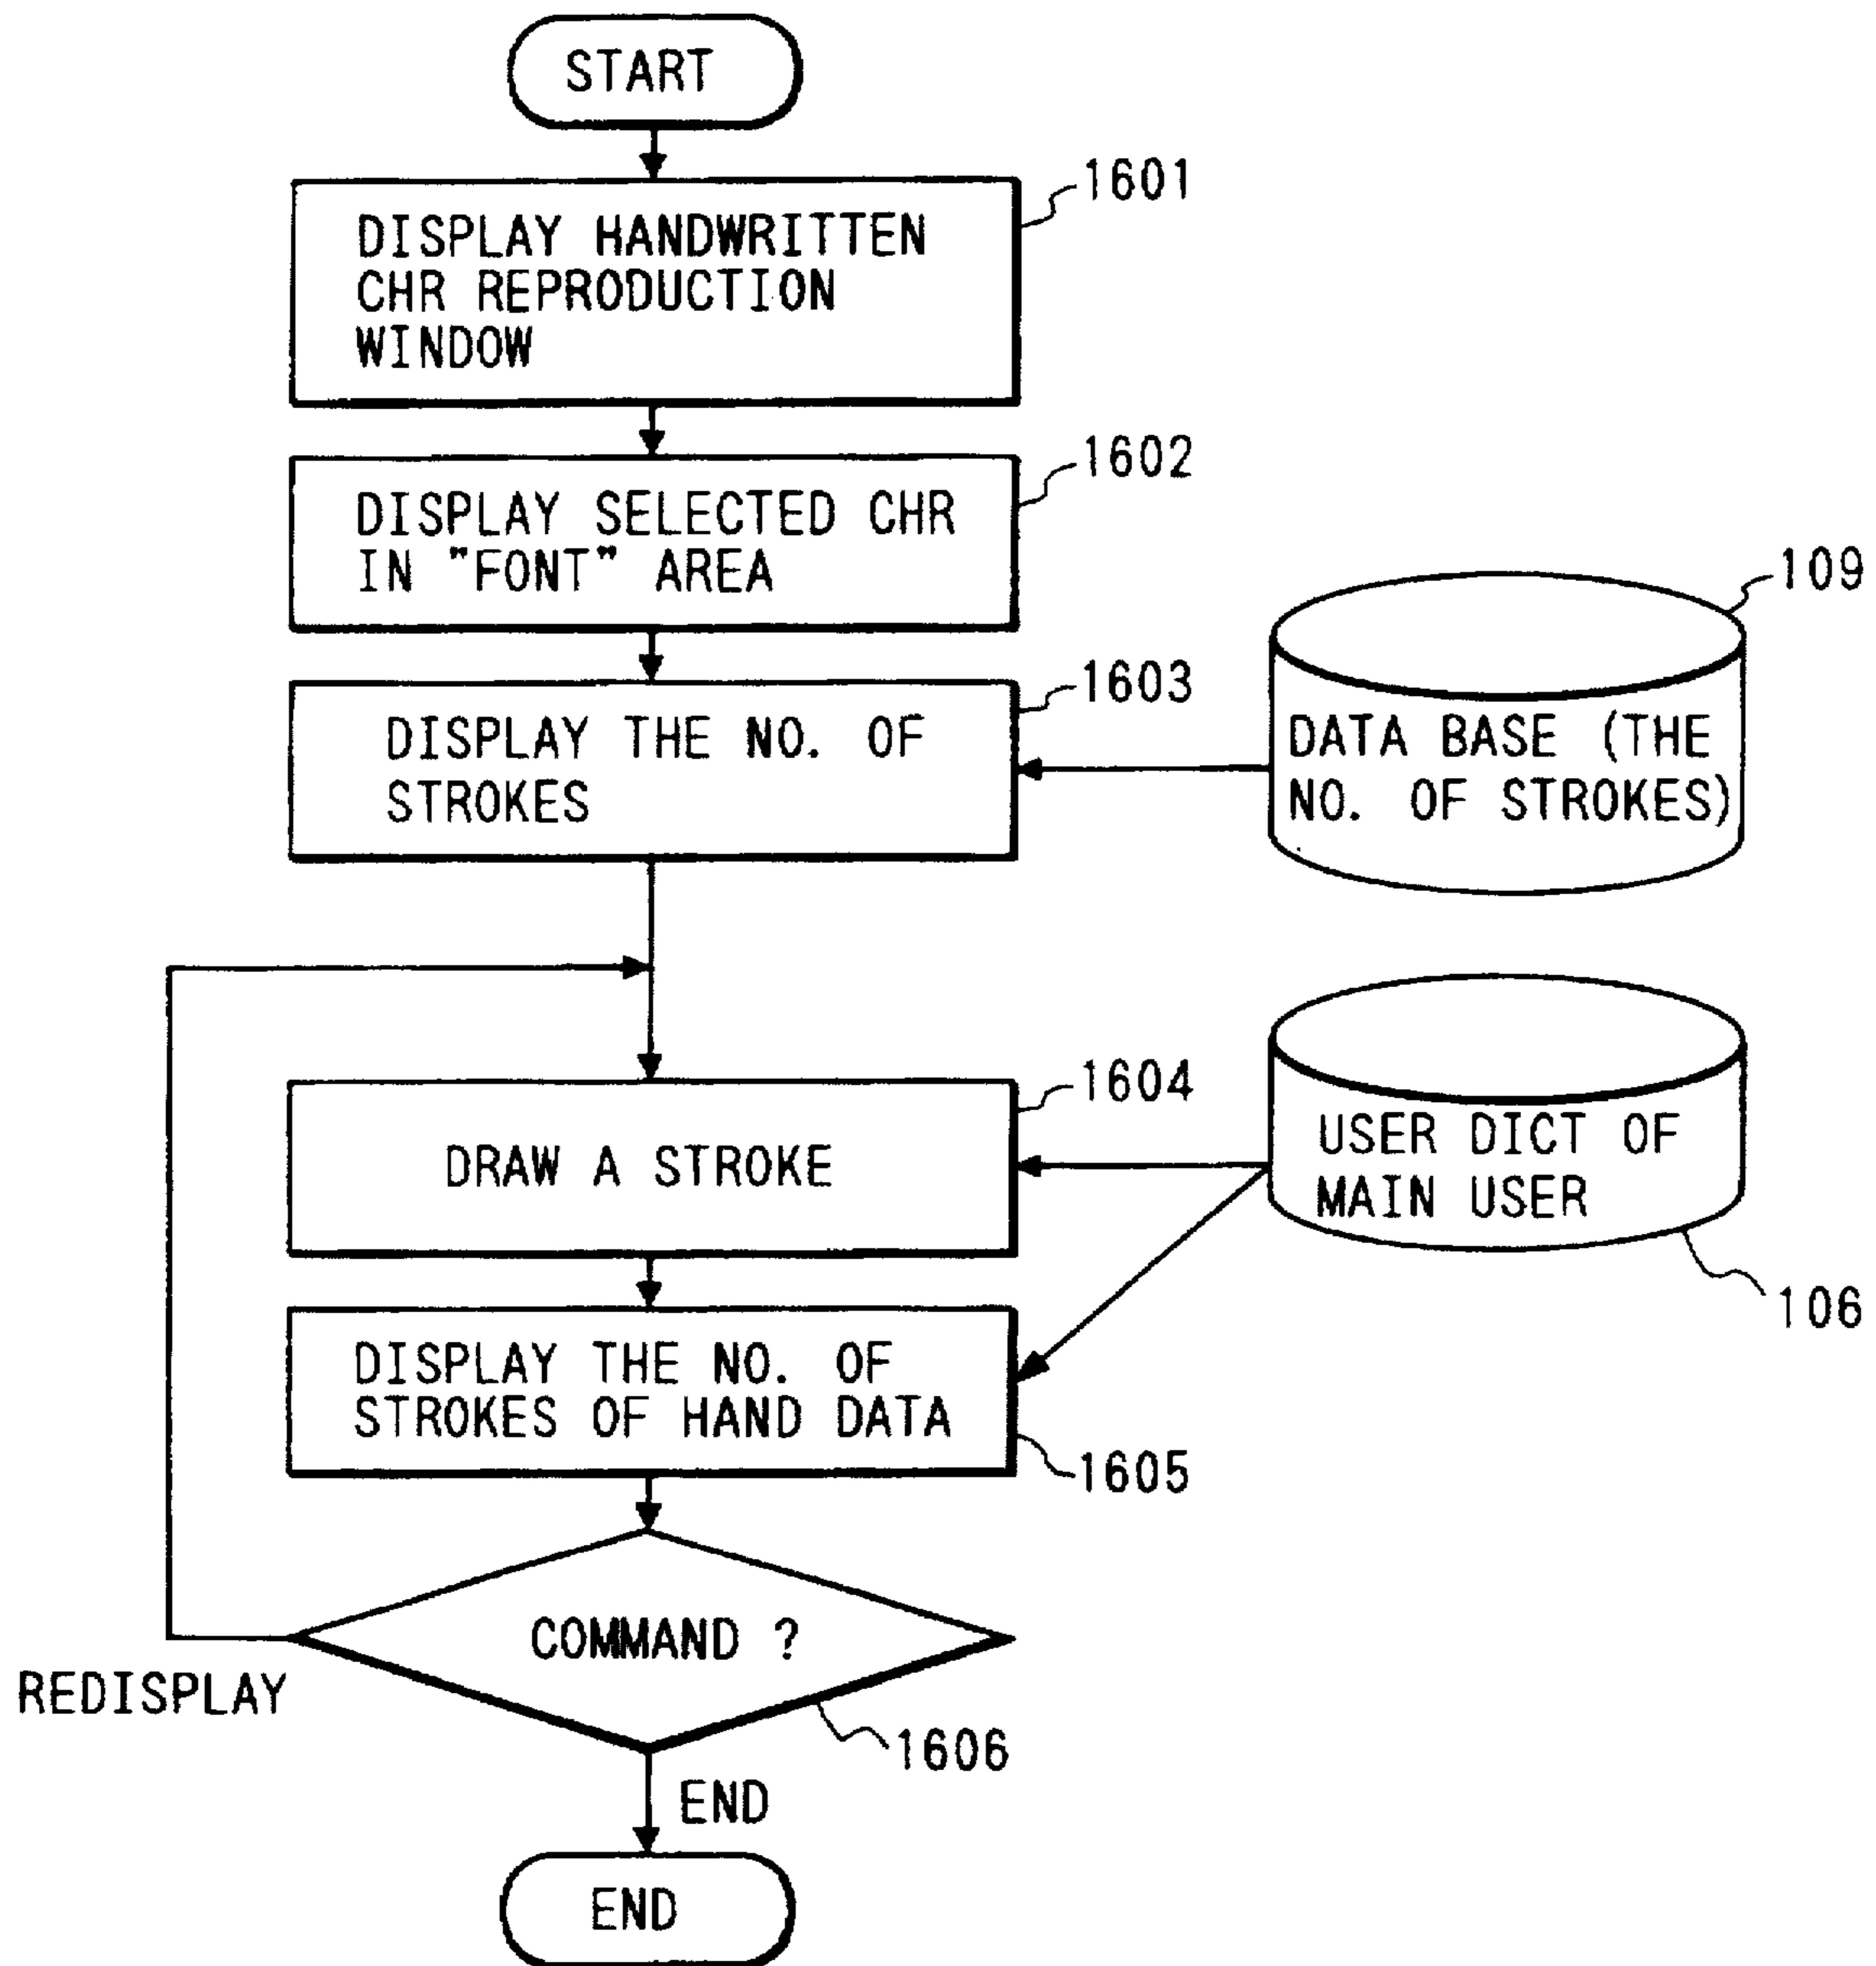 START
1601
DISPLAY HANDWRITTEN
CHR REPRODUCTION
WINDOW
1602
DISPLAY SELECTED CHR
IN "FONT" AREA
109
1603
DISPLAY THE NO. OF
STROKES
DATA BASE (THE
NO. OF STROKES)
1604
DRAW A STROKE
USER DICT OF
MAIN USER
106
DISPLAY THE NO. OF
STROKES OF HAND DATA
1605
COMMAND ?
REDISPLAY
1606
END
END